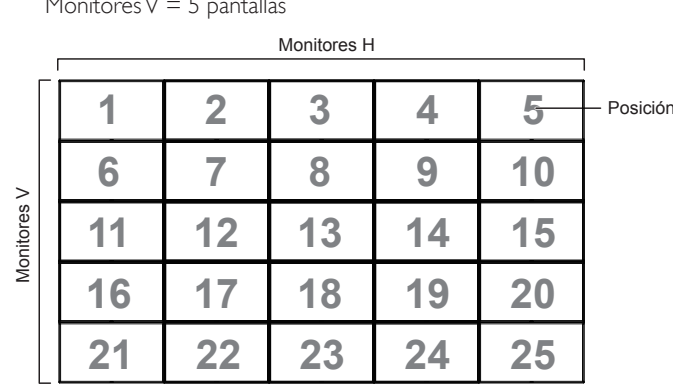 Monitores V = 5 pantallas
Monitores H
1 2 3 4 5 Posición
6 7 8 9 10
Monitores V
11 12 13 14 15
16 17 18 19 20
21 22 23 24 25